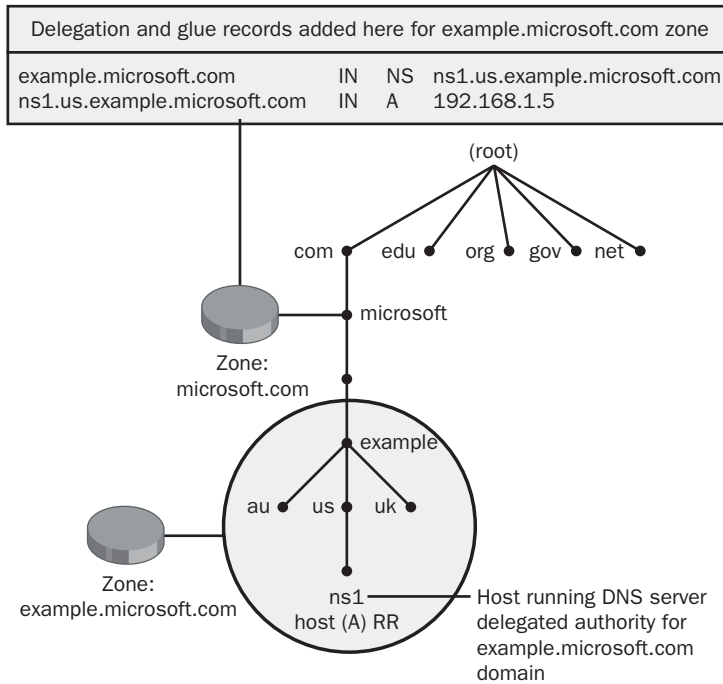 Delegation and glue records added here for example.microsoft.com zone
example.microsoft.com IN NS ns1.us.example.microsoft.com
ns1.us.example.microsoft.com IN A 192.168.1.5
(root)
com edu org gov net
microsoft
Zone:
microsoft.com
example
au us uk
Zone:
example.microsoft.com
ns1
host (A) RR
Host running DNS server
delegated authority for
example.microsoft.com
domain